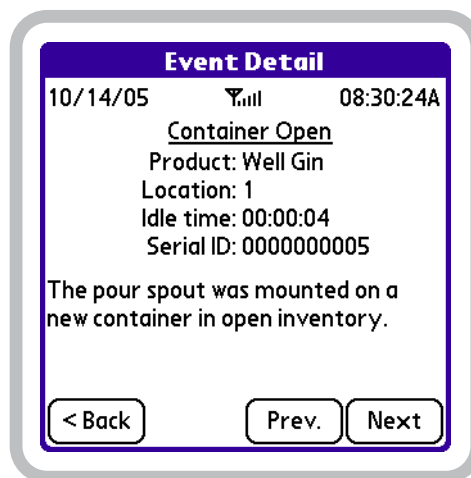 Event Detail
10/14/05 08:30:24A
Container Open
Product: Well Gin
Location: 1
Idle time: 00:00:04
Serial ID: 0000000005
The pour spout was mounted on a
new container in open inventory.
< Back Prev. Next